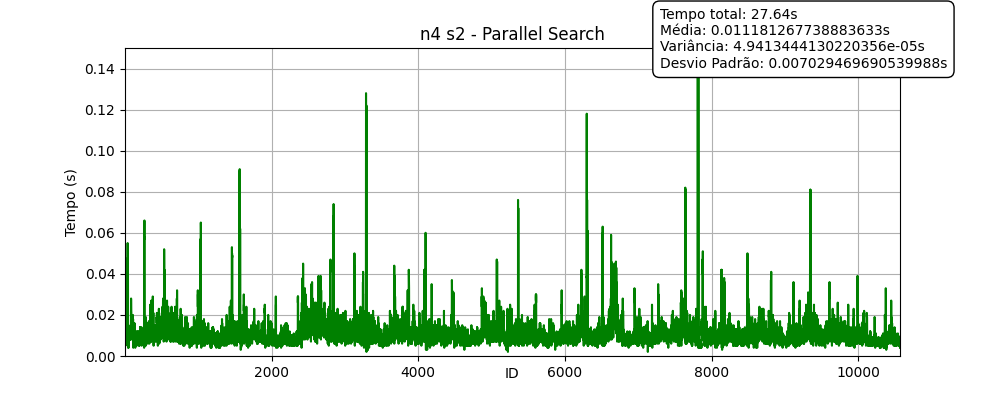 n4 s2 - Parallel Search
Tempo total: 27.64s
Média: 0.011181267738883633s
Variância: 4.9413444130220356e-05s
Desvio Padrão: 0.007029469690539988s
Tempo (s)
0.14
0.12
0.10
0.08
0.06
0.04
0.02
0.00
2000
4000
6000
8000
10000
ID